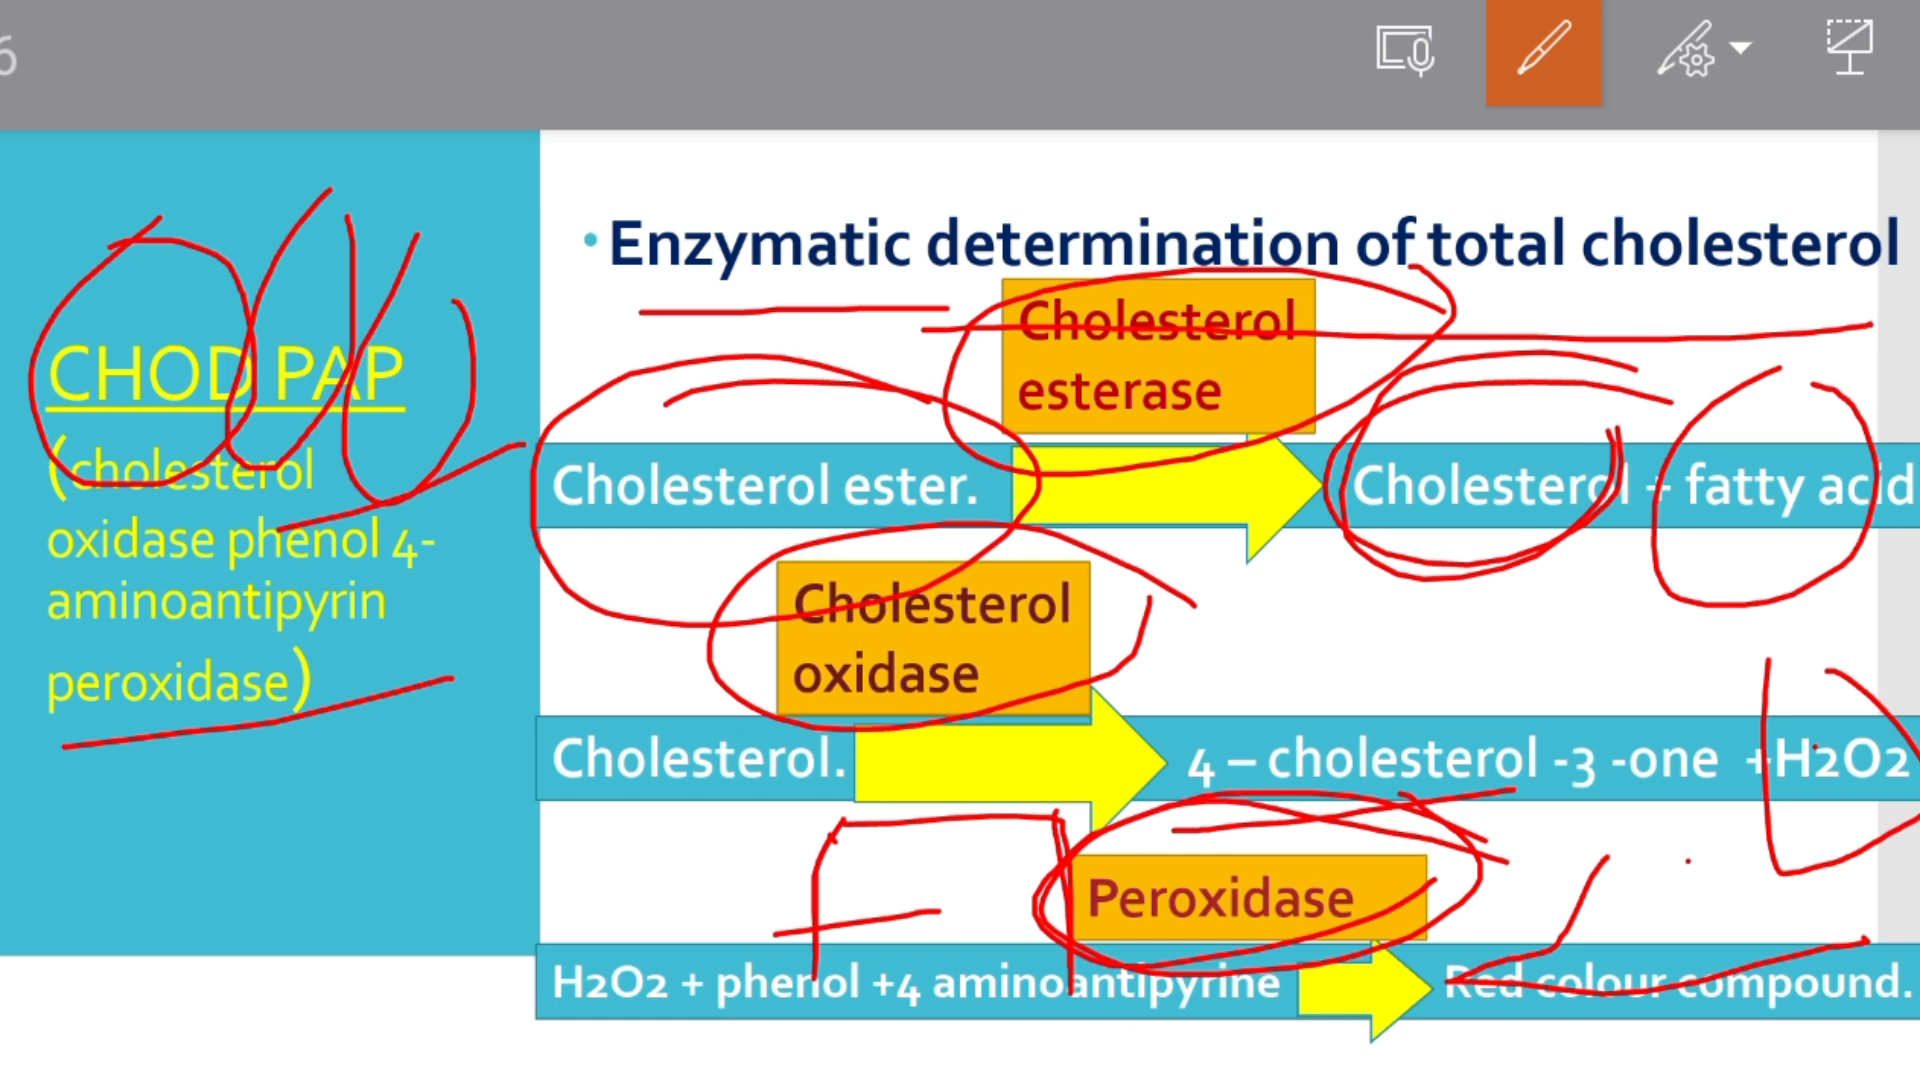 6
CHOD PAP
(cholesterol
oxidase phenol 4-
aminoantipyrin
peroxidase)
• Enzymatic determination of total cholesterol
Cholesterol
esterase
Cholesterol ester.
Cholesterol + fatty acid
Cholesterol
oxidase
Cholesterol.
4 – cholesterol -3 -one +H2O2
Peroxidase
H2O2 + phenol +4 aminoantipyrine
Red colour compound.